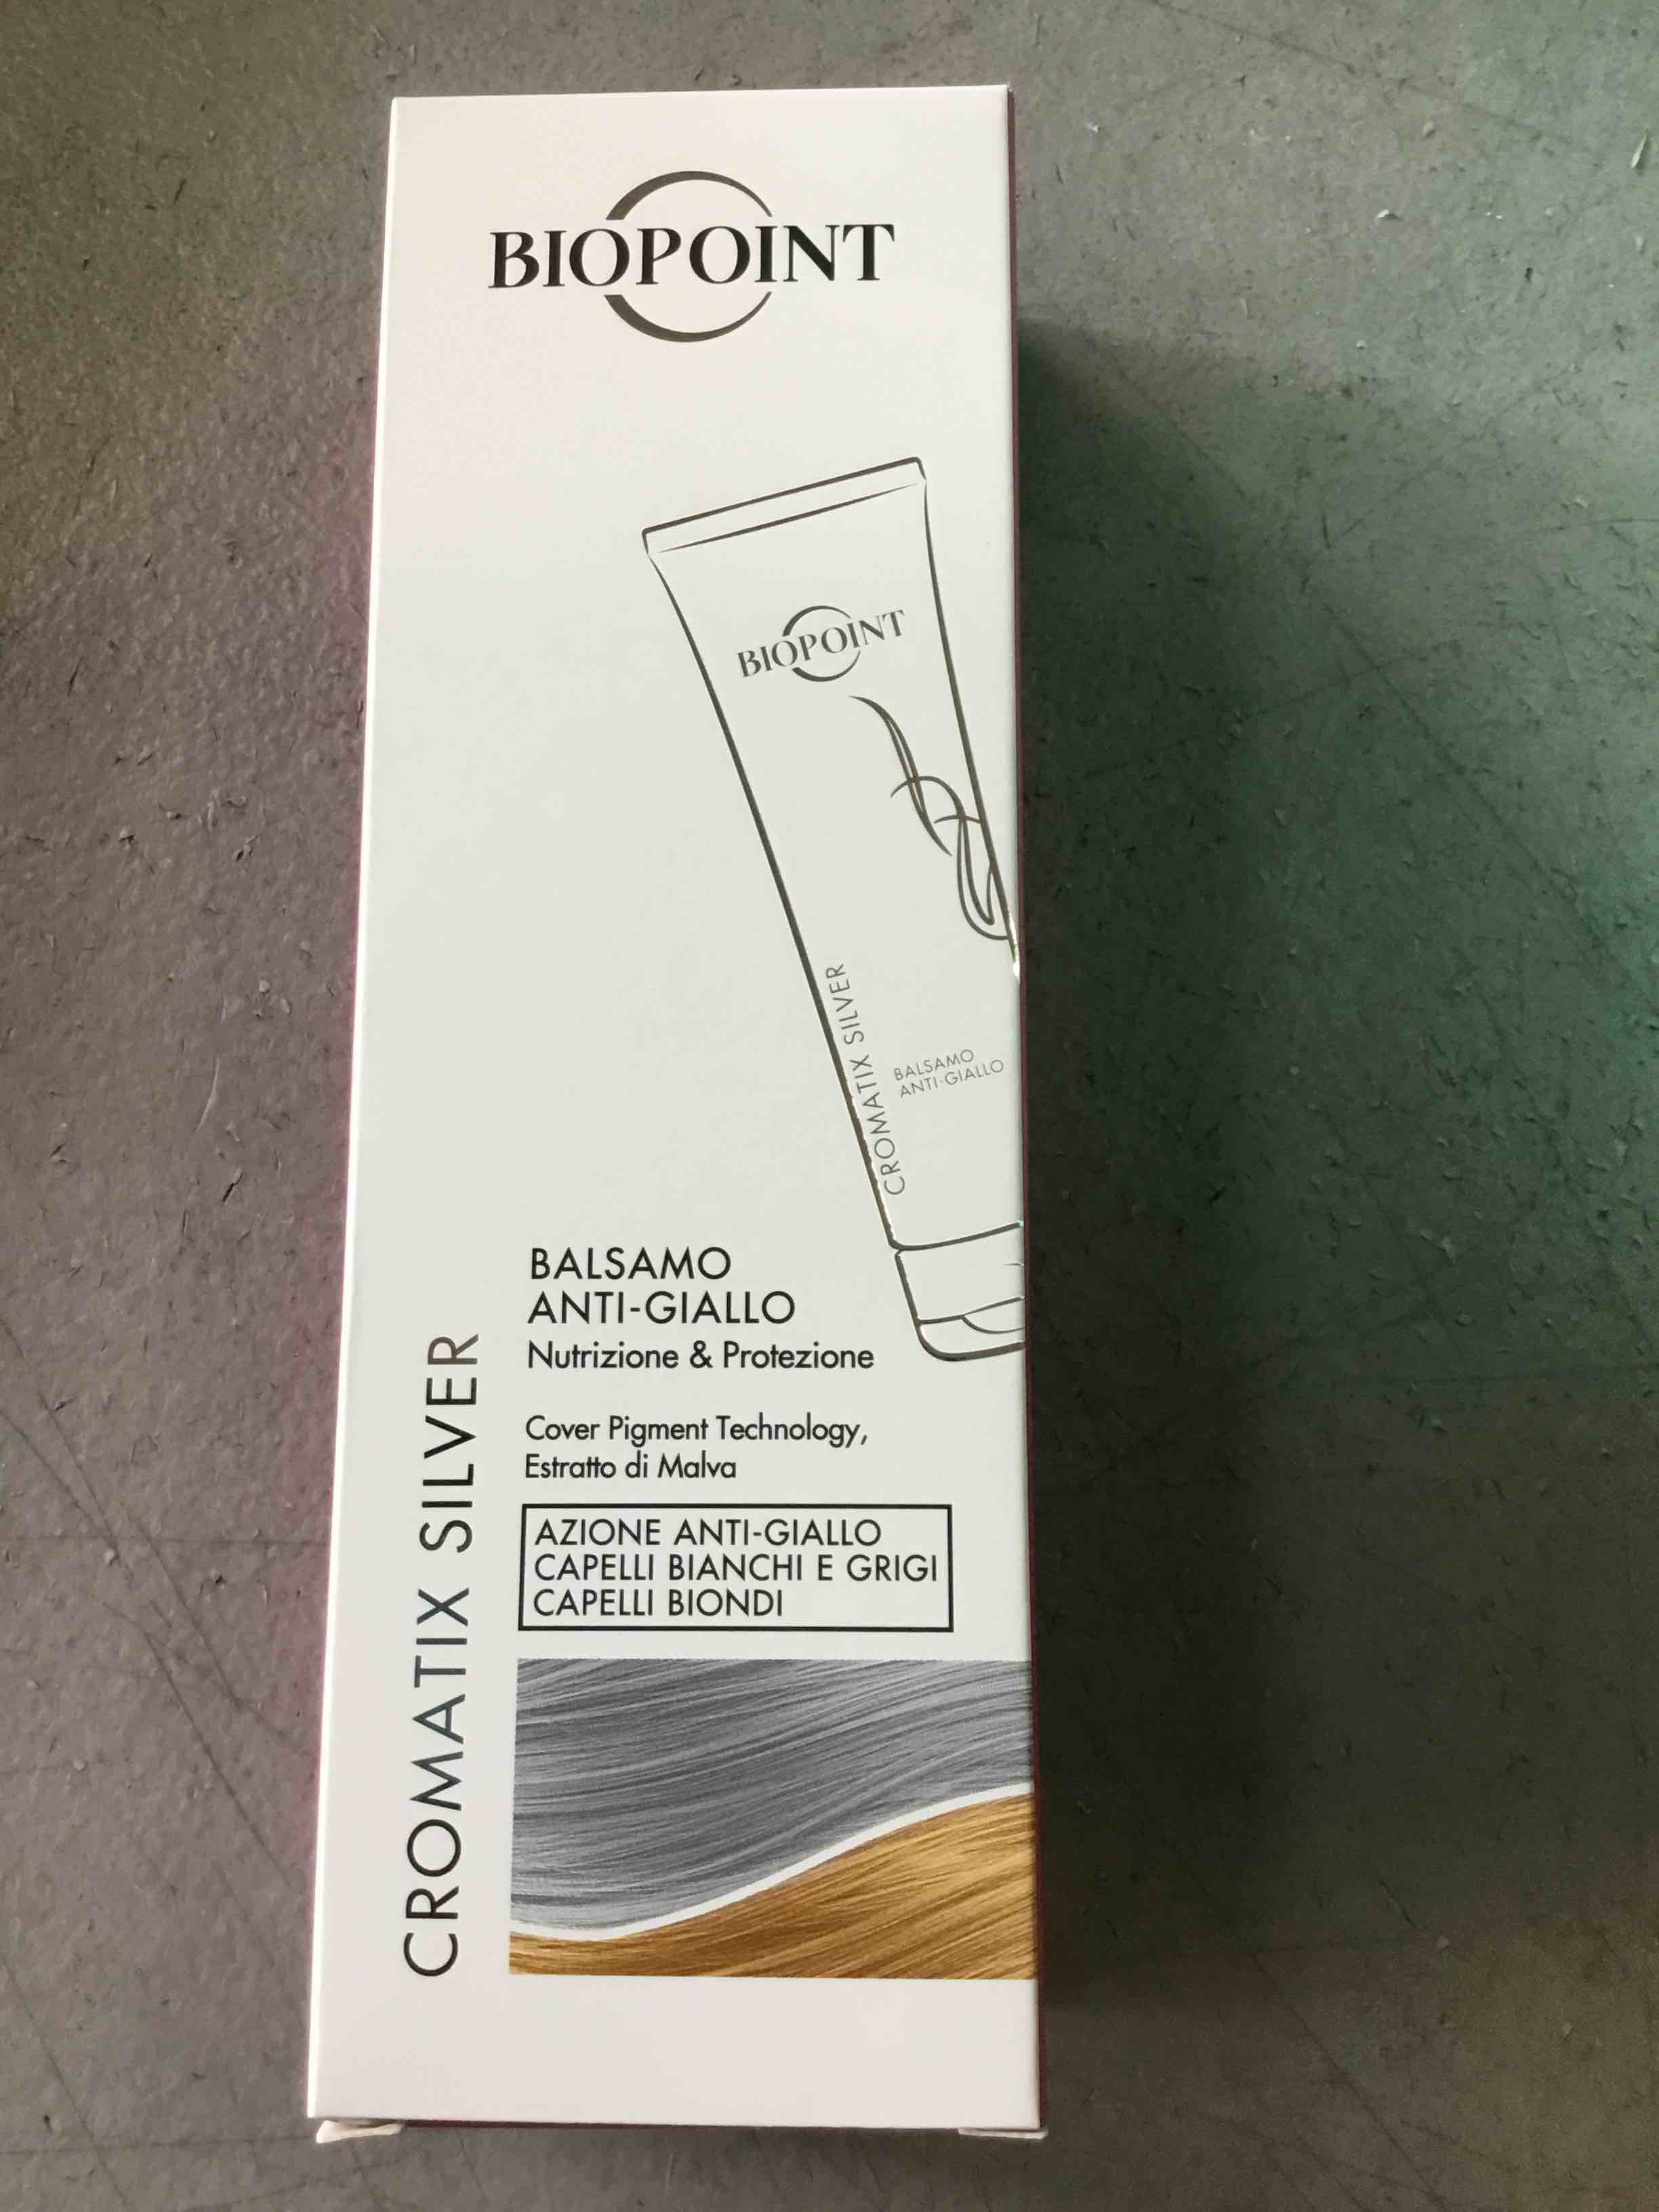 BIOPOINT
BIOPOINT
CROMATIX SILVER
BALSAMO
ANTI-GIALLO
BALSAMO
ANTI-GIALLO
Nutrizione & Protezione
Cover Pigment Technology,
Estratto di Malva
AZIONE ANTI-GIALLO
CAPELLI BIANCHI E GRIGI
CAPELLI BIONDI
CROMATIX SILVER